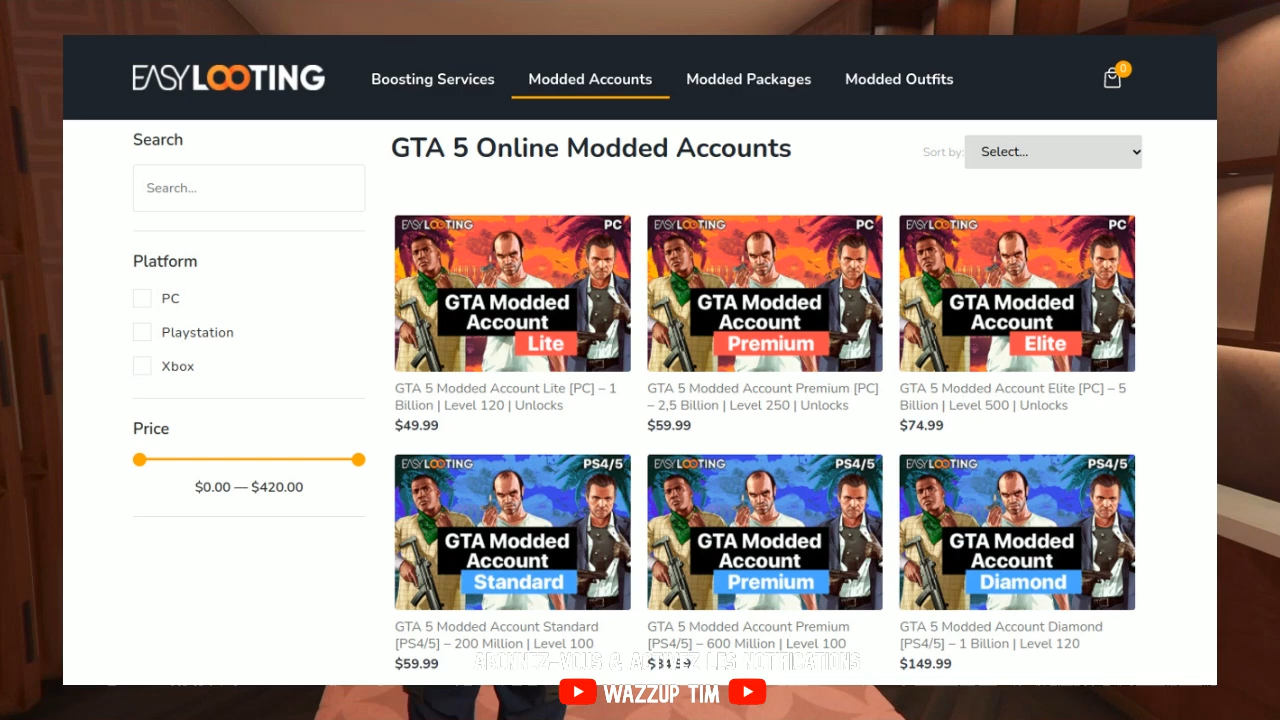 EASYLOOTING
Boosting Services
Modded Accounts
Modded Packages
Modded Outfits
0
Search
Search...
Platform
PC
Playstation
Xbox
Price
$0.00 — $420.00
GTA 5 Online Modded Accounts
Sort by:
Select...
EASYLOOTING
PC
GTA Modded
Account
Lite
GTA 5 Modded Account Lite [PC] – 1
Billion | Level 120 | Unlocks
$49.99
EASYLOOTING
PC
GTA Modded
Account
Premium
GTA 5 Modded Account Premium [PC]
– 2,5 Billion | Level 250 | Unlocks
$59.99
EASYLOOTING
PC
GTA Modded
Account
Elite
GTA 5 Modded Account Elite [PC] – 5
Billion | Level 500 | Unlocks
$74.99
EASYLOOTING
PS4/5
GTA Modded
Account
Standard
GTA 5 Modded Account Standard
[PS4/5] – 200 Million | Level 100
$59.99
EASYLOOTING
PS4/5
GTA Modded
Account
Premium
GTA 5 Modded Account Premium
[PS4/5] – 600 Million | Level 100
EASYLOOTING
PS4/5
GTA Modded
Account
Diamond
GTA 5 Modded Account Diamond
[PS4/5] – 1 Billion | Level 120
$149.99
ABONNEZ-VOUS & ACTIVEZ LES NOTIFICATIONS
WAZZUP TIM